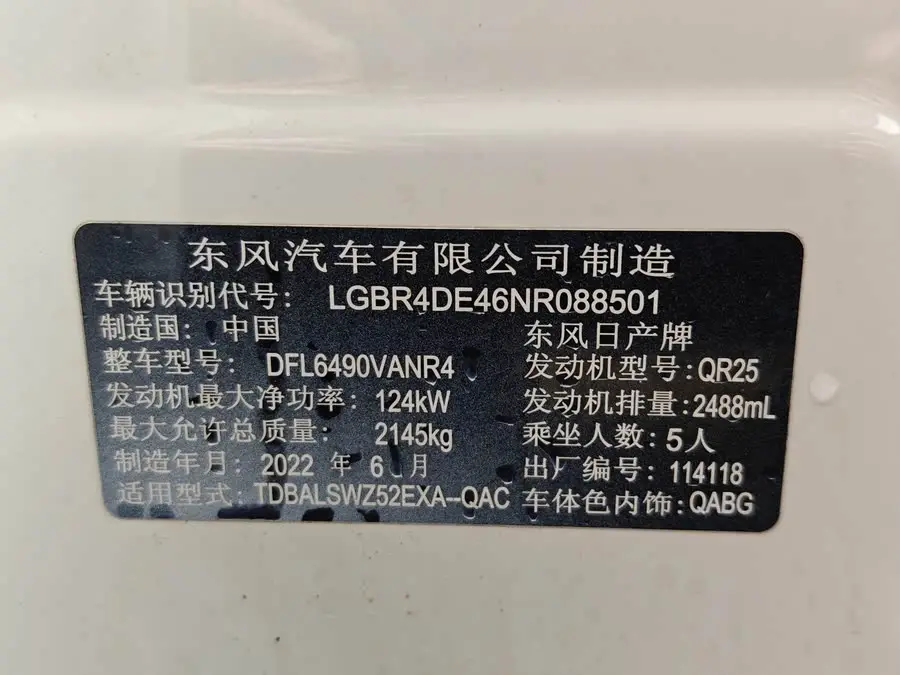 东风汽车有限公司制造
车辆识别代号: LGBR4DE46NR088501
制造国: 中国 东风日产牌
整车型号: DFL6490VANR4 发动机型号: QR25
发动机最大净功率: 124kW 发动机排量: 2488mL
最大允许总质量: 2145kg 乘坐人数: 5人
制造年月: 2022 年 6 月 出厂编号: 114118
适用型式: TDBALSWZ52EXA--QAC 车体色内饰: QABG